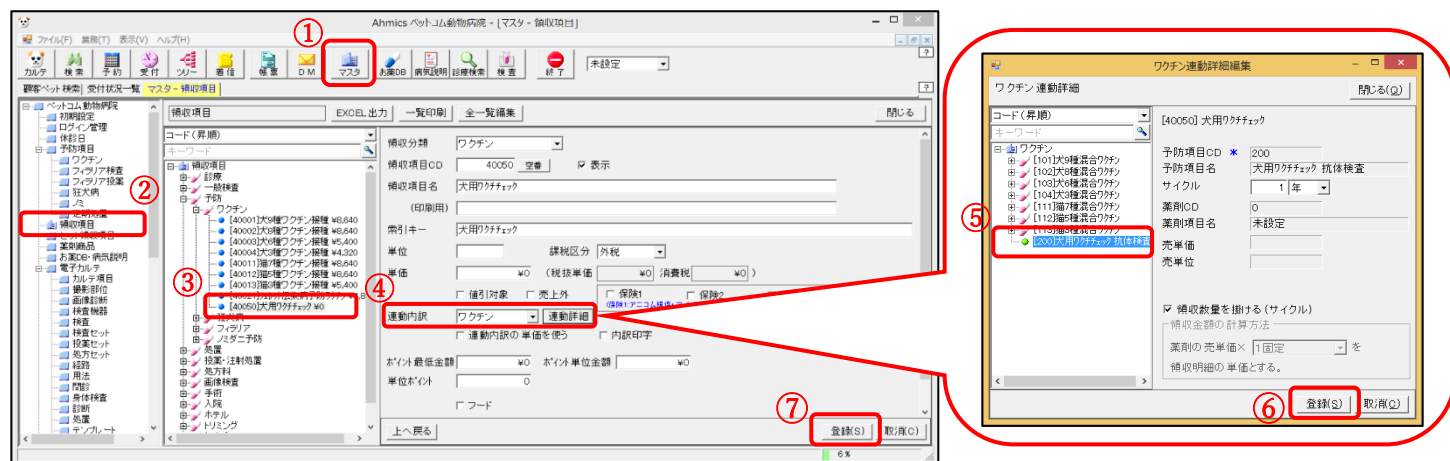 Ahmics ペットコム動物病院 - [マスタ - 領収項目]
①
ファイル(F) 業務(T) 表示(V) ヘルプ(H)
カルテ 検索 予約 受付 ツリー 着信 帳票 DM マスタ お薬DB 病気説明 診療検索 検査 終了 未設定
顧客ペット検索 受付状況一覧 マスタ - 領収項目
ペットコム動物病院
初期設定
ログイン管理
休診日
予防項目
ワクチン
フィラリア検査
フィラリア投薬
狂犬病
ノミ
②
領収項目
薬剤商品
お薬DB・病気説明
電子カルテ
カルテ項目
撮影部位
画像診断
検査機器
検査
検査セット
投薬セット
処方セット
経路
用法
問診
身体検査
診断
処置
テンプレート
領収項目 EXCEL出力 一覧印刷 全一覧編集 閉じる
コード(昇順)
キーワード
領収項目
診療
一般検査
予防
ワクチン
[40001]犬9種ワクチン接種 ¥8,640
[40002]犬8種ワクチン接種 ¥8,640
[40003]犬6種ワクチン接種 ¥5,400
[40004]犬3種ワクチン接種 ¥4,320
[40011]猫7種ワクチン接種 ¥8,640
[40012]猫5種ワクチン接種 ¥8,640
[40013]猫3種ワクチン接種 ¥5,400
③
[40050]犬用ワクチチェック ¥0
狂犬病
フィラリア
ノミダニ予防
処置
投薬・注射処置
処方料
画像検査
手術
入院
ホテル
トリミング
領収分類 ワクチン
領収項目CD 40050 空番 表示
領収項目名 犬用ワクチチェック
(印刷用)
索引キー 犬用ワクチチェック
単位 課税区分 外税
単価 ¥0 (税抜単価 ¥0 消費税 ¥0 )
値引対象 売上外 保険1 保険2
④
連動内訳 ワクチン 連動詳細
連動内訳の単価を使う 内訳印字
ポイント最低金額 ¥0 ポイント単位金額 ¥0
単位ポイント 0
フード
⑦
上へ戻る 登録(S) 取消(C)
6%
ワクチン連動詳細編集
ワクチン 連動詳細 閉じる(Q)
コード(昇順)
キーワード
ワクチン
[101]犬9種混合ワクチン
[102]犬8種混合ワクチン
[103]犬6種混合ワクチン
[104]犬3種混合ワクチン
[111]猫7種混合ワクチン
[112]猫5種混合ワクチン
[113]猫3種混合ワクチン
⑤
[200]犬用ワクチチェック 抗体検査
[40050] 犬用ワクチチェック
予防項目CD * 200
予防項目名 犬用ワクチチェック 抗体検査
サイクル 1 年
薬剤CD 0
薬剤項目名 未設定
売単価
売単位
領収数量を掛ける(サイクル)
領収金額の計算方法
薬剤の売単価× 1固定 を
領収明細の単価とする。
⑥
登録(S) 取消(C)